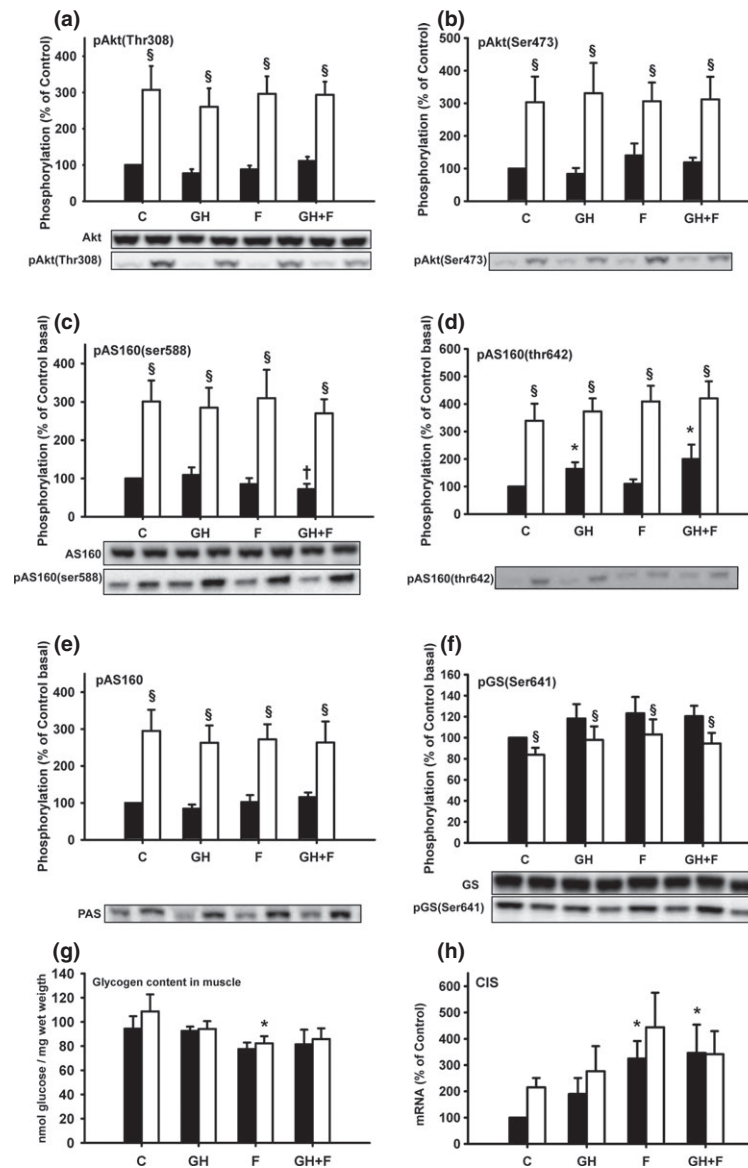 (a)
pAkt(Thr308)
Phosphorylation (% of Control)
400
300
200
100
0
§ § § §
C GH F GH+F
Akt
pAkt(Thr308)
(b)
pAkt(Ser473)
Phosphorylation (% of Control)
500
400
300
200
100
0
§ § § §
C GH F GH+F
pAkt(Ser473)
(c)
pAS160(ser588)
Phosphorylation (% of Control basal)
400
300
200
100
0
§ § § † §
C GH F GH+F
AS160
pAS160(ser588)
(d)
pAS160(thr642)
Phosphorylation (% of Control basal)
600
500
400
300
200
100
0
§ * § § * §
C GH F GH+F
pAS160(thr642)
(e)
pAS160
Phosphorylation (% of Control basal)
400
300
200
100
0
§ § § §
C GH F GH+F
PAS
(f)
pGS(Ser641)
Phosphorylation (% of Control basal)
160
140
120
100
80
60
40
20
0
§ § § §
C GH F GH+F
GS
pGS(Ser641)
(g)
Glycogen content in muscle
nmol glucose / mg wet weigth
140
120
100
80
60
40
20
0
*
C GH F GH+F
(h)
CIS
mRNA (% of Control)
600
500
400
300
200
100
0
* *
C GH F GH+F